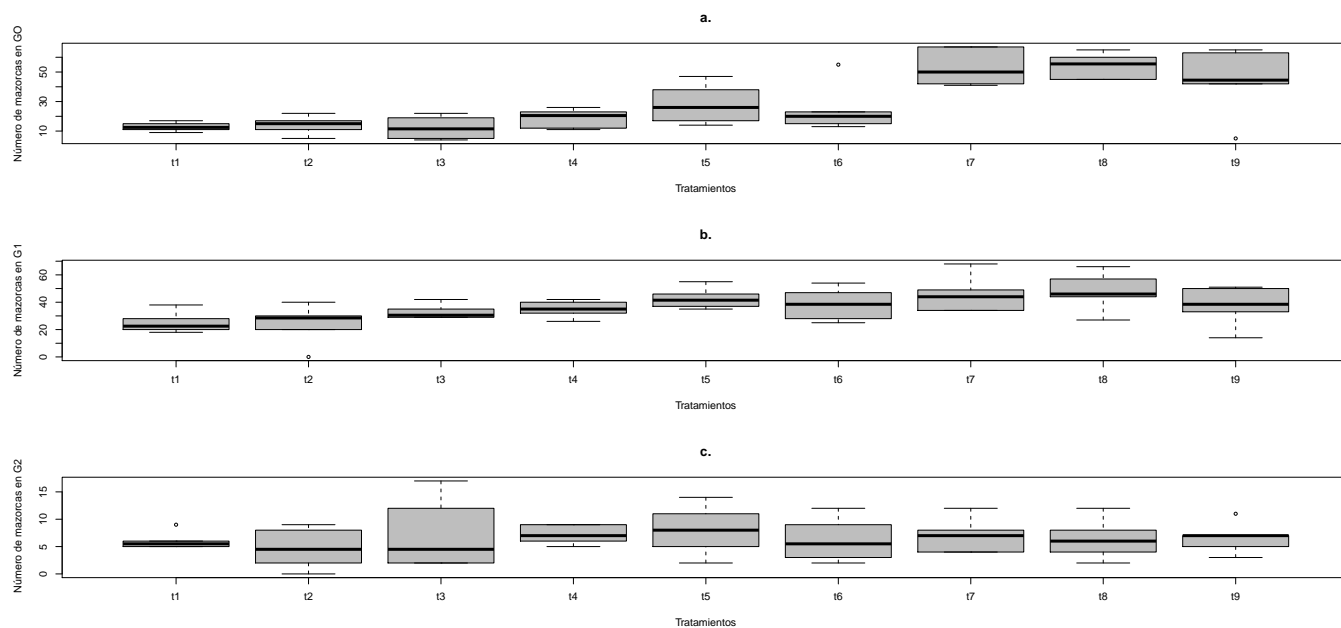 a.
Número de mazorcas en GO
50
30
10
t1 t2 t3 t4 t5 t6 t7 t8 t9
Tratamientos
b.
Número de mazorcas en G1
60
40
20
0
t1 t2 t3 t4 t5 t6 t7 t8 t9
Tratamientos
c.
Número de mazorcas en G2
15
10
5
0
t1 t2 t3 t4 t5 t6 t7 t8 t9
Tratamientos